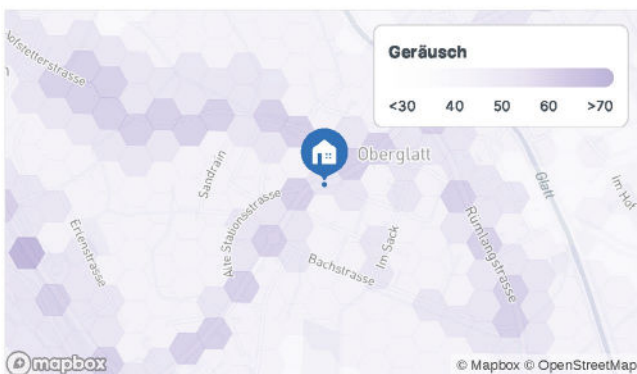 Hofstetterstrasse
Geräusch
<30 40 50 60 >70
Oberglatt
Sandrain
Glatt
Im Hof
Alte Stationsstrasse
Erlenstrasse
Im Sack
Rümlangstrasse
Bachstrasse
mapbox
© Mapbox © OpenStreetMap